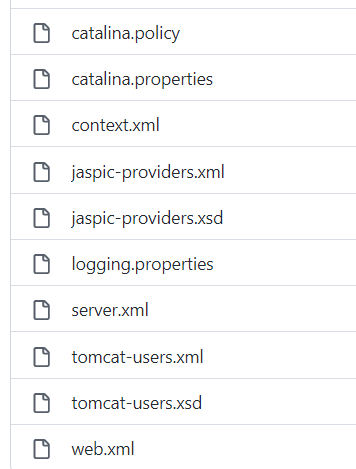 catalina.policy
catalina.properties
context.xml
jaspic-providers.xml
jaspic-providers.xsd
logging.properties
server.xml
tomcat-users.xml
tomcat-users.xsd
web.xml